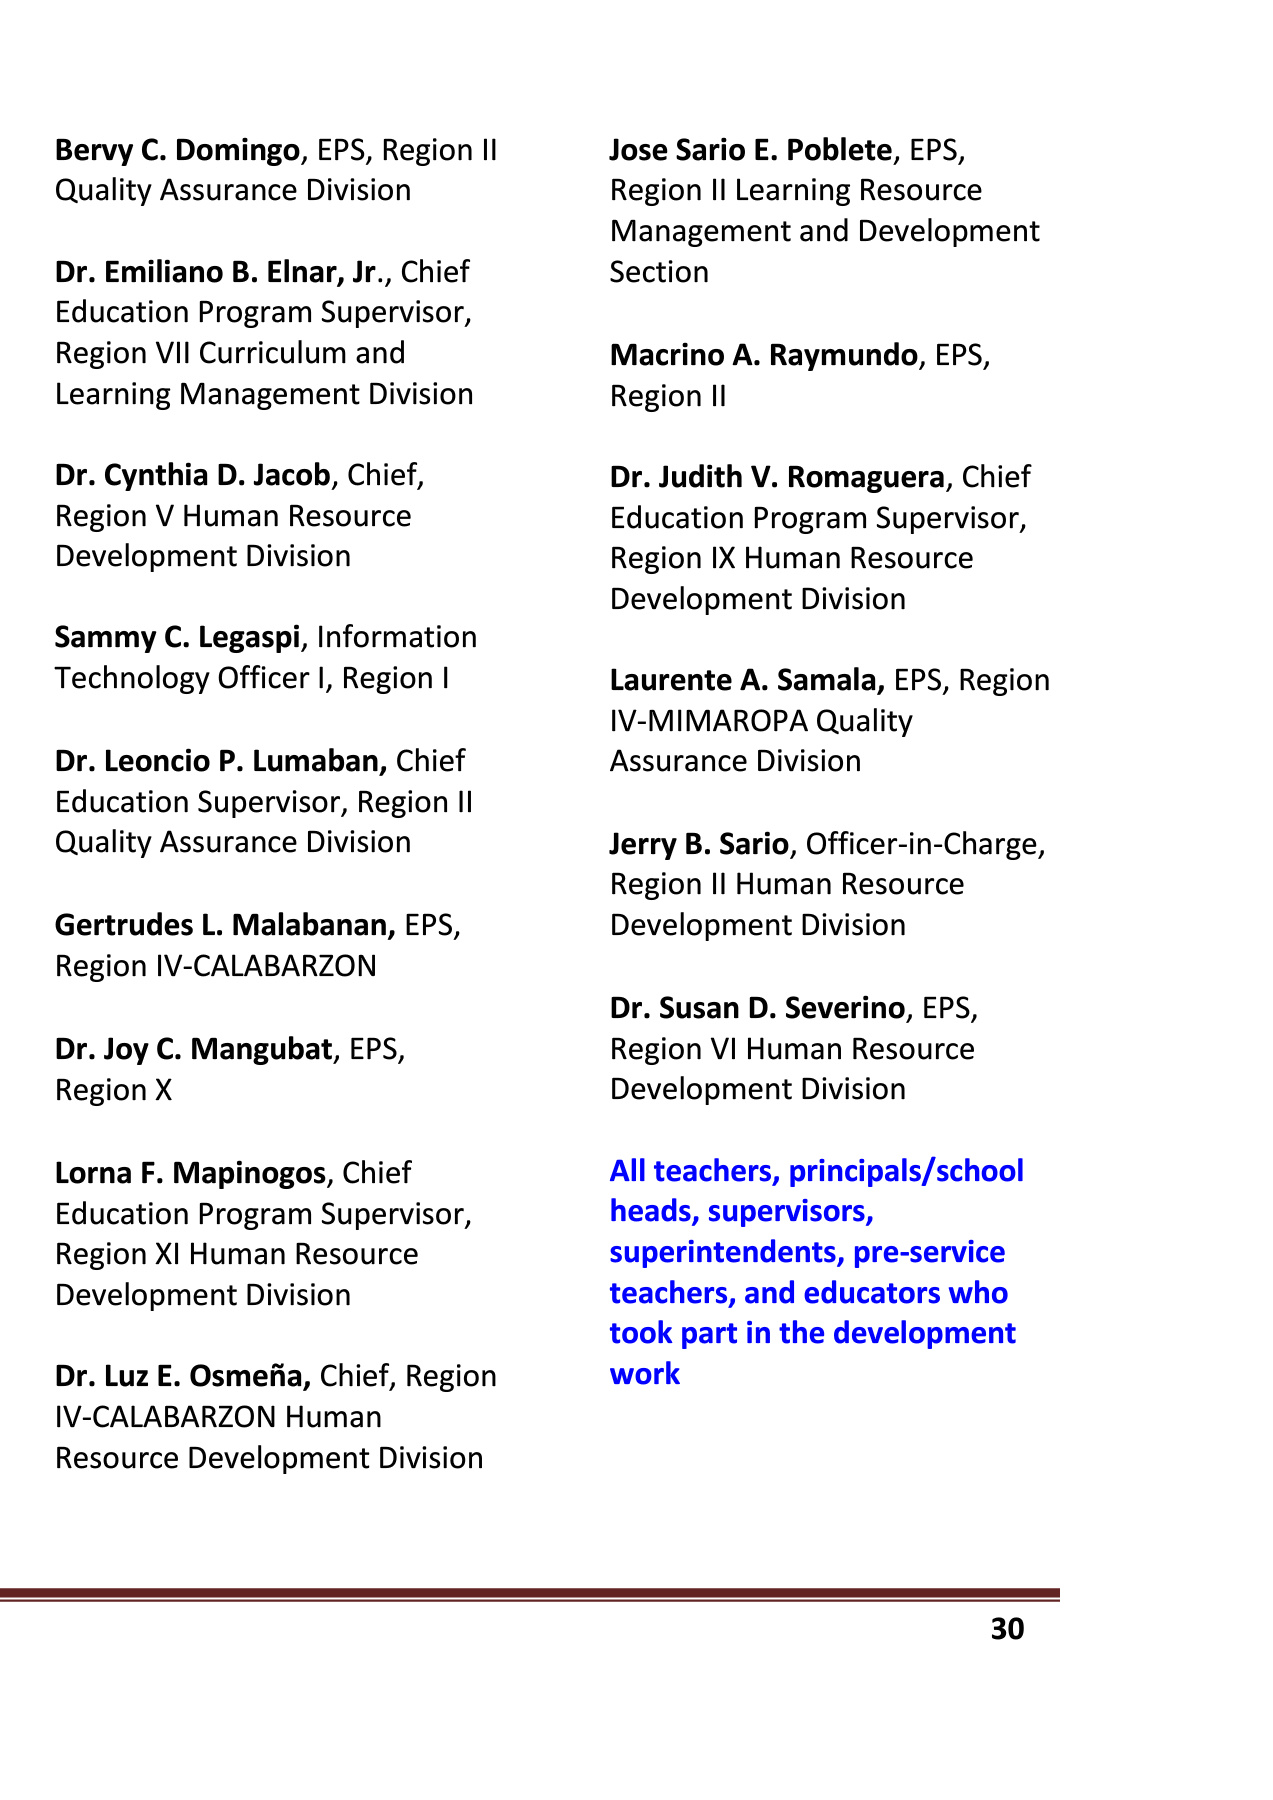 Bervy C. Domingo, EPS, Region II
Quality Assurance Division
Dr. Emiliano B. Elnar, Jr., Chief
Education Program Supervisor,
Region VII Curriculum and
Learning Management Division
Dr. Cynthia D. Jacob, Chief,
Region V Human Resource
Development Division
Sammy C. Legaspi, Information
Technology Officer I, Region I
Dr. Leoncio P. Lumaban, Chief
Education Supervisor, Region II
Quality Assurance Division
Gertrudes L. Malabanan, EPS,
Region IV-CALABARZON
Dr. Joy C. Mangubat, EPS,
Region X
Lorna F. Mapinogos, Chief
Education Program Supervisor,
Region XI Human Resource
Development Division
Dr. Luz E. Osmeña, Chief, Region
IV-CALABARZON Human
Resource Development Division
Jose Sario E. Poblete, EPS,
Region II Learning Resource
Management and Development
Section
Macrino A. Raymundo, EPS,
Region II
Dr. Judith V. Romaguera, Chief
Education Program Supervisor,
Region IX Human Resource
Development Division
Laurente A. Samala, EPS, Region
IV-MIMAROPA Quality
Assurance Division
Jerry B. Sario, Officer-in-Charge,
Region II Human Resource
Development Division
Dr. Susan D. Severino, EPS,
Region VI Human Resource
Development Division
All teachers, principals/school
heads, supervisors,
superintendents, pre-service
teachers, and educators who
took part in the development
work
30